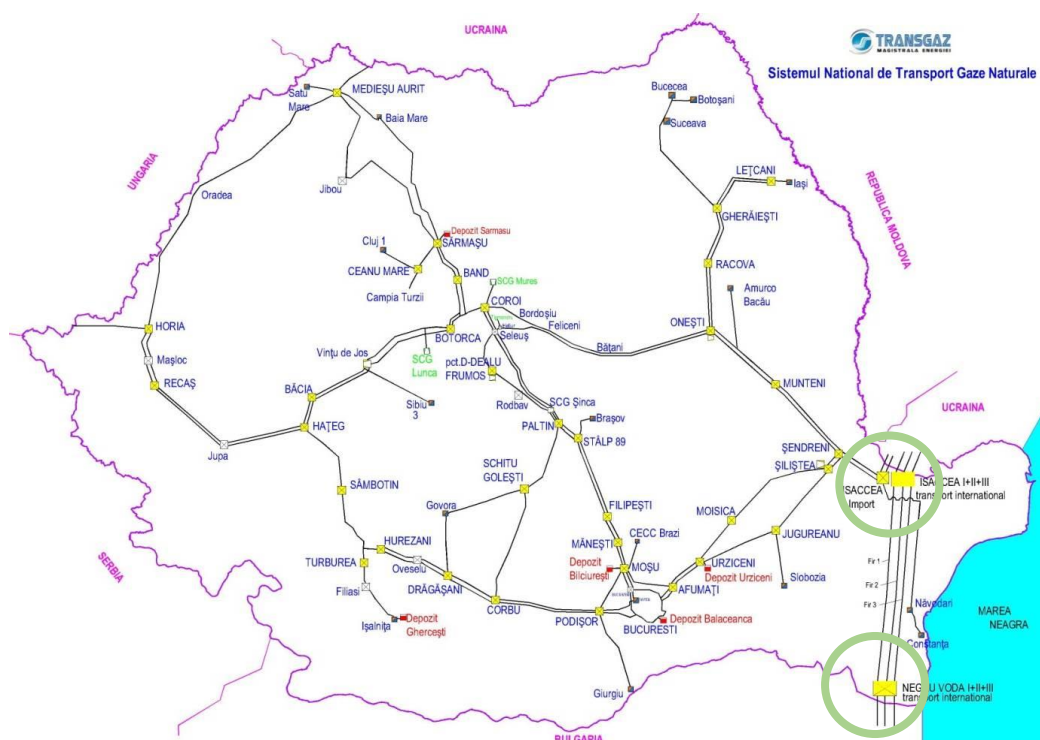 UCRAINA
TRANSGAZ
MAGISTRALA ENERGIEI
Sistemul National de Transport Gaze Naturale
Satu
Mare
MEDIEŞU AURIT
Baia Mare
Bucecea
Botoşani
Suceava
UNGARIA
LEŢCANI
Iaşi
REPUBLICA MOLDOVA
Oradea
Jibou
GHERĂIEŞTI
Cluj 1
Depozit Sarmasu
SĂRMAŞU
CEANU MARE
BAND
Campia Turzii
SCG Mures
RACOVA
Amurco
Bacău
COROI
Bordoşiu
Feliceni
ONEŞTI
HORIA
BOTORCA
Seleuş
Băţani
Maşloc
Vinţu de Jos
SCG
Lunca
pct.D-DEALU
FRUMOS
RECAŞ
BĂCIA
Sibiu
3
Rodbav
SCG Şinca
MUNTENI
UCRAINA
HAŢEG
Braşov
PALTIN
STÂLP 89
Jupa
ŞENDRENI
ŞILIŞTEA
SCHITU
GOLEŞTI
ISACCEA
Import
ISACCEA I+II+III
transport international
SÂMBOTIN
Govora
FILIPEŞTI
MOISICA
JUGUREANU
CECC Brazi
SERBIA
HUREZANI
MĂNEŞTI
TURBUREA
Oveselu
Depozit
Bilciureşti
MOŞU
URZICENI
Depozit Urziceni
Fir 1
Fir 2
Fir 3
Filiasi
DRĂGĂŞANI
AFUMAŢI
Slobozia
CORBU
Işalniţa
Depozit
Gherceşti
PODIŞOR
BUCURESTI
Depozit Balaceanca
Năvodari
MAREA
NEAGRA
Constanţa
Giurgiu
NEGRU VODA I+II+III
transport international
BULGARIA